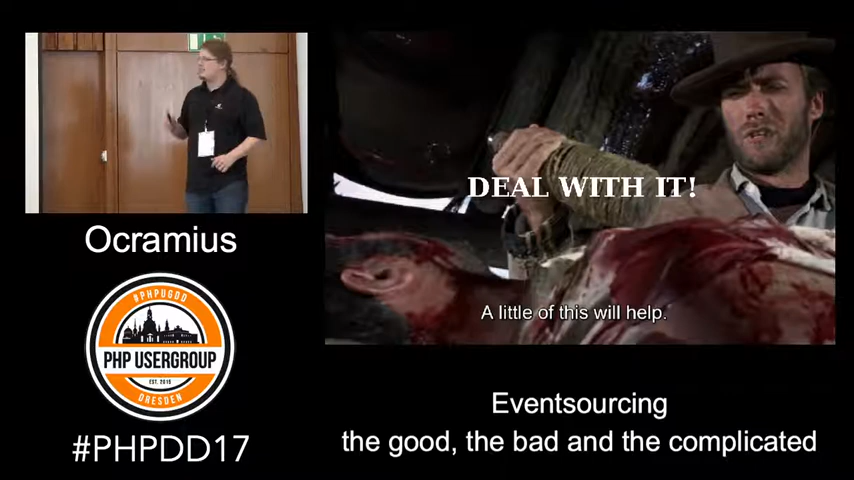 DEAL WITH IT!
A little of this will help.
Ocramius
#PHPUGDD
PHP USERGROUP
EST. 2016
DRESDEN
#PHPDD17
Eventsourcing
the good, the bad and the complicated